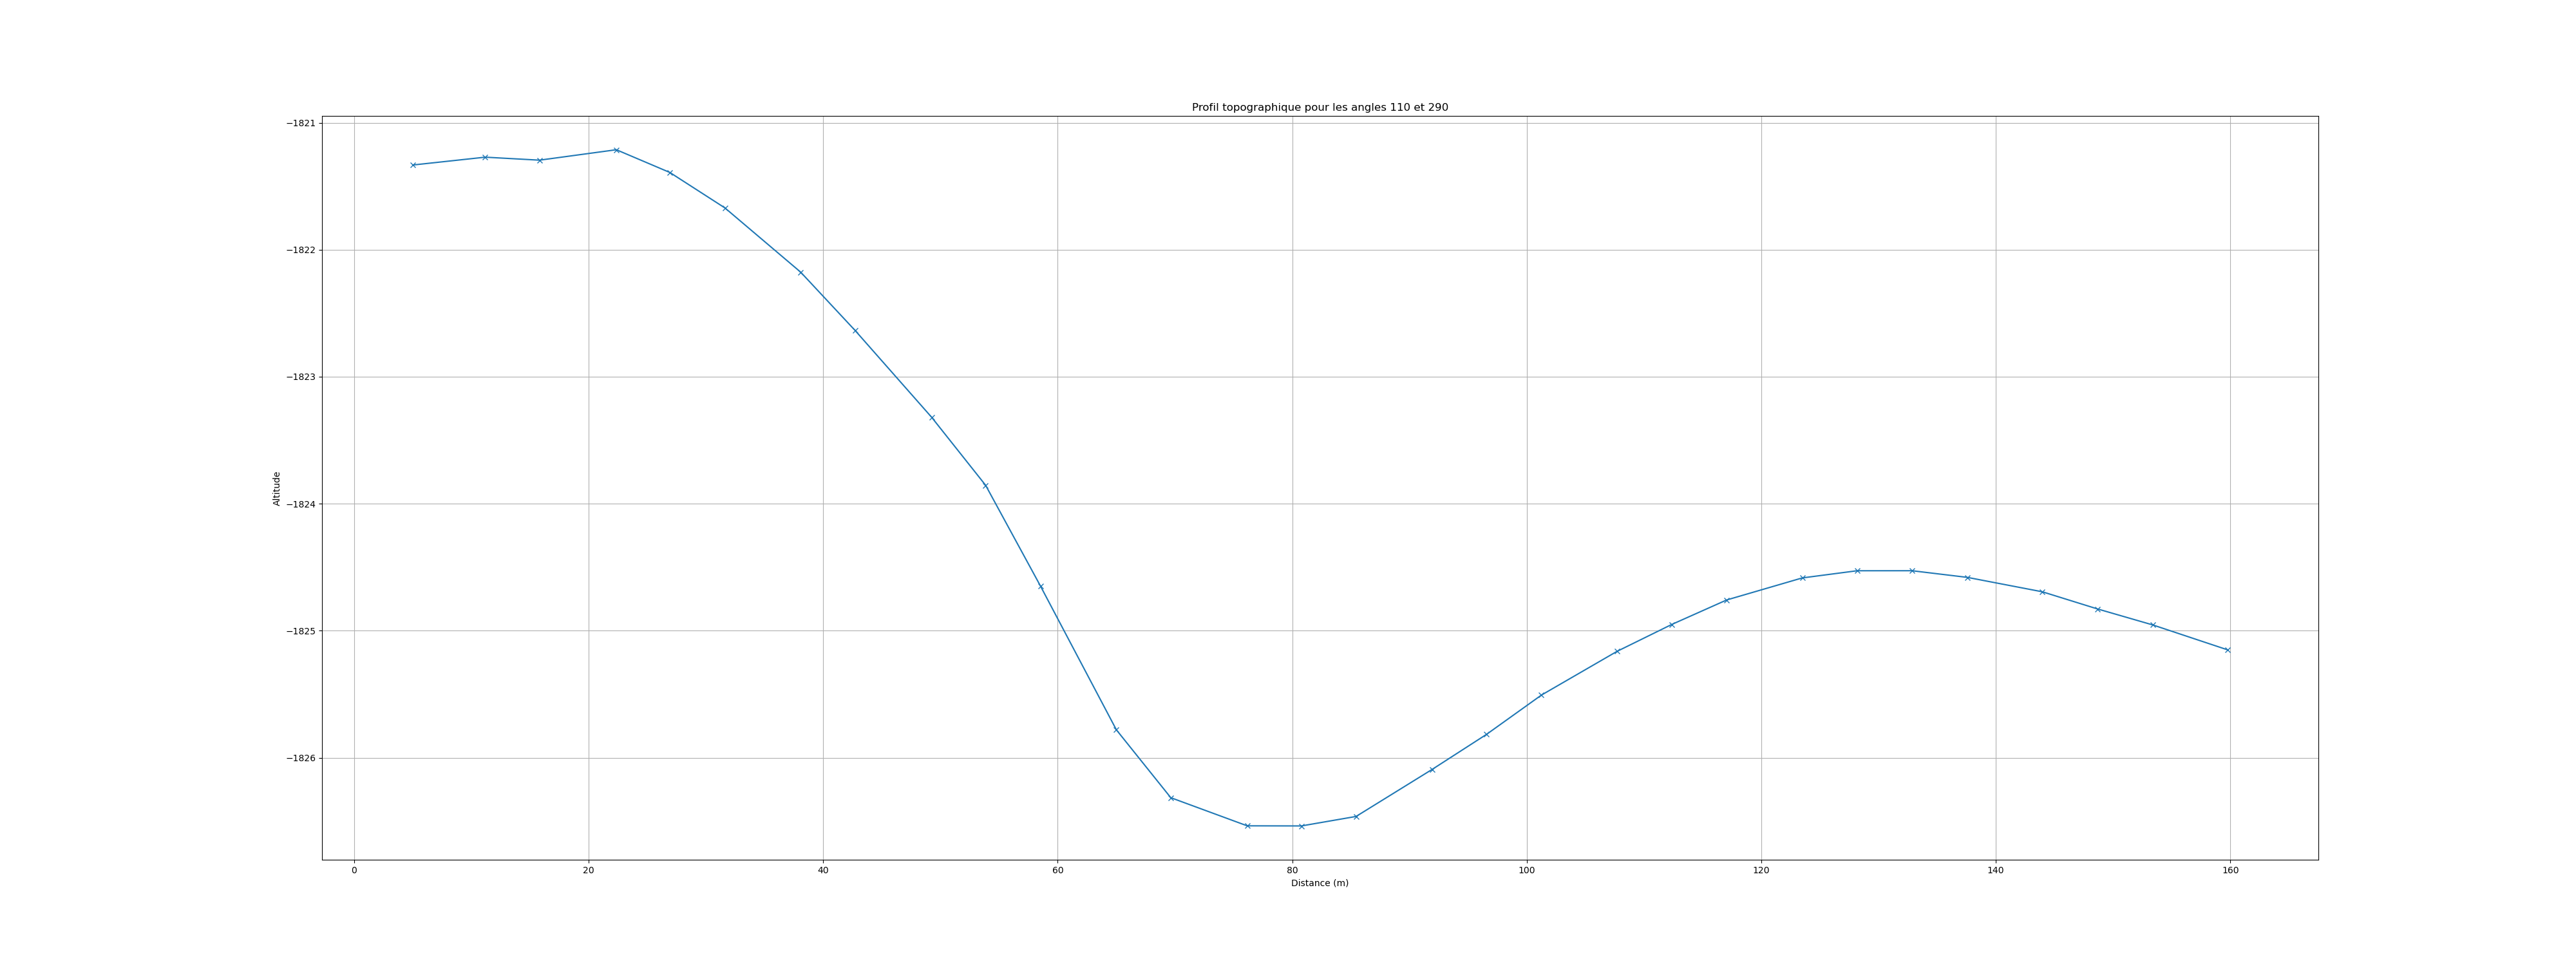 Profil topographique pour les angles 110 et 290
−1821
−1822
−1823
−1824
−1825
−1826
Altitude
0 20 40 60 80 100 120 140 160
Distance (m)